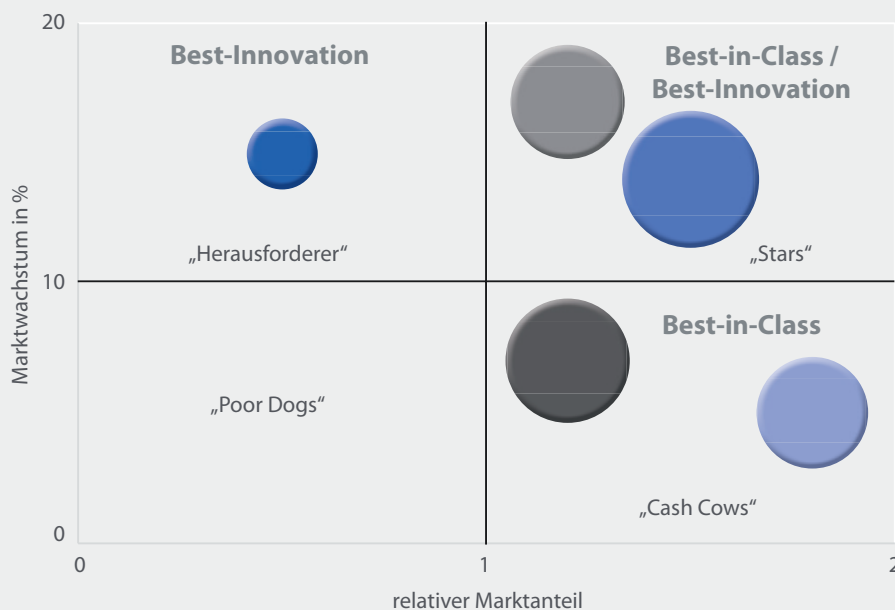 20
Best-Innovation
Best-in-Class /
Best-Innovation
„Herausforderer“
„Stars“
10
Marktwachstum in %
Best-in-Class
„Poor Dogs“
„Cash Cows“
0
0
1
2
relativer Marktanteil